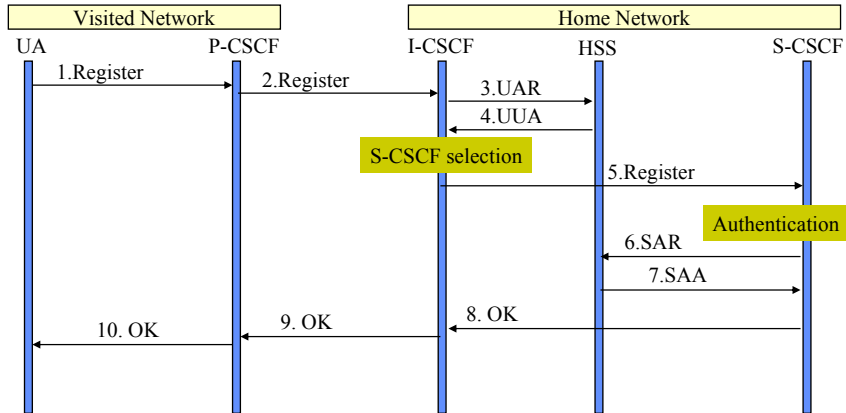 Visited Network
Home Network
UA
P-CSCF
I-CSCF
HSS
S-CSCF
1.Register
2.Register
3.UAR
4.UUA
S-CSCF selection
5.Register
Authentication
6.SAR
7.SAA
8. OK
9. OK
10. OK